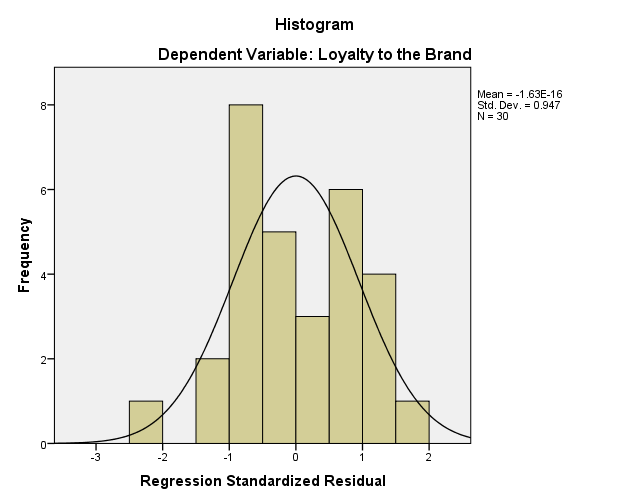 Histogram
Dependent Variable: Loyalty to the Brand
Mean = -1.63E-16
Std. Dev. = 0.947
N = 30
Frequency
8
6
4
2
0
-3 -2 -1 0 1 2
Regression Standardized Residual